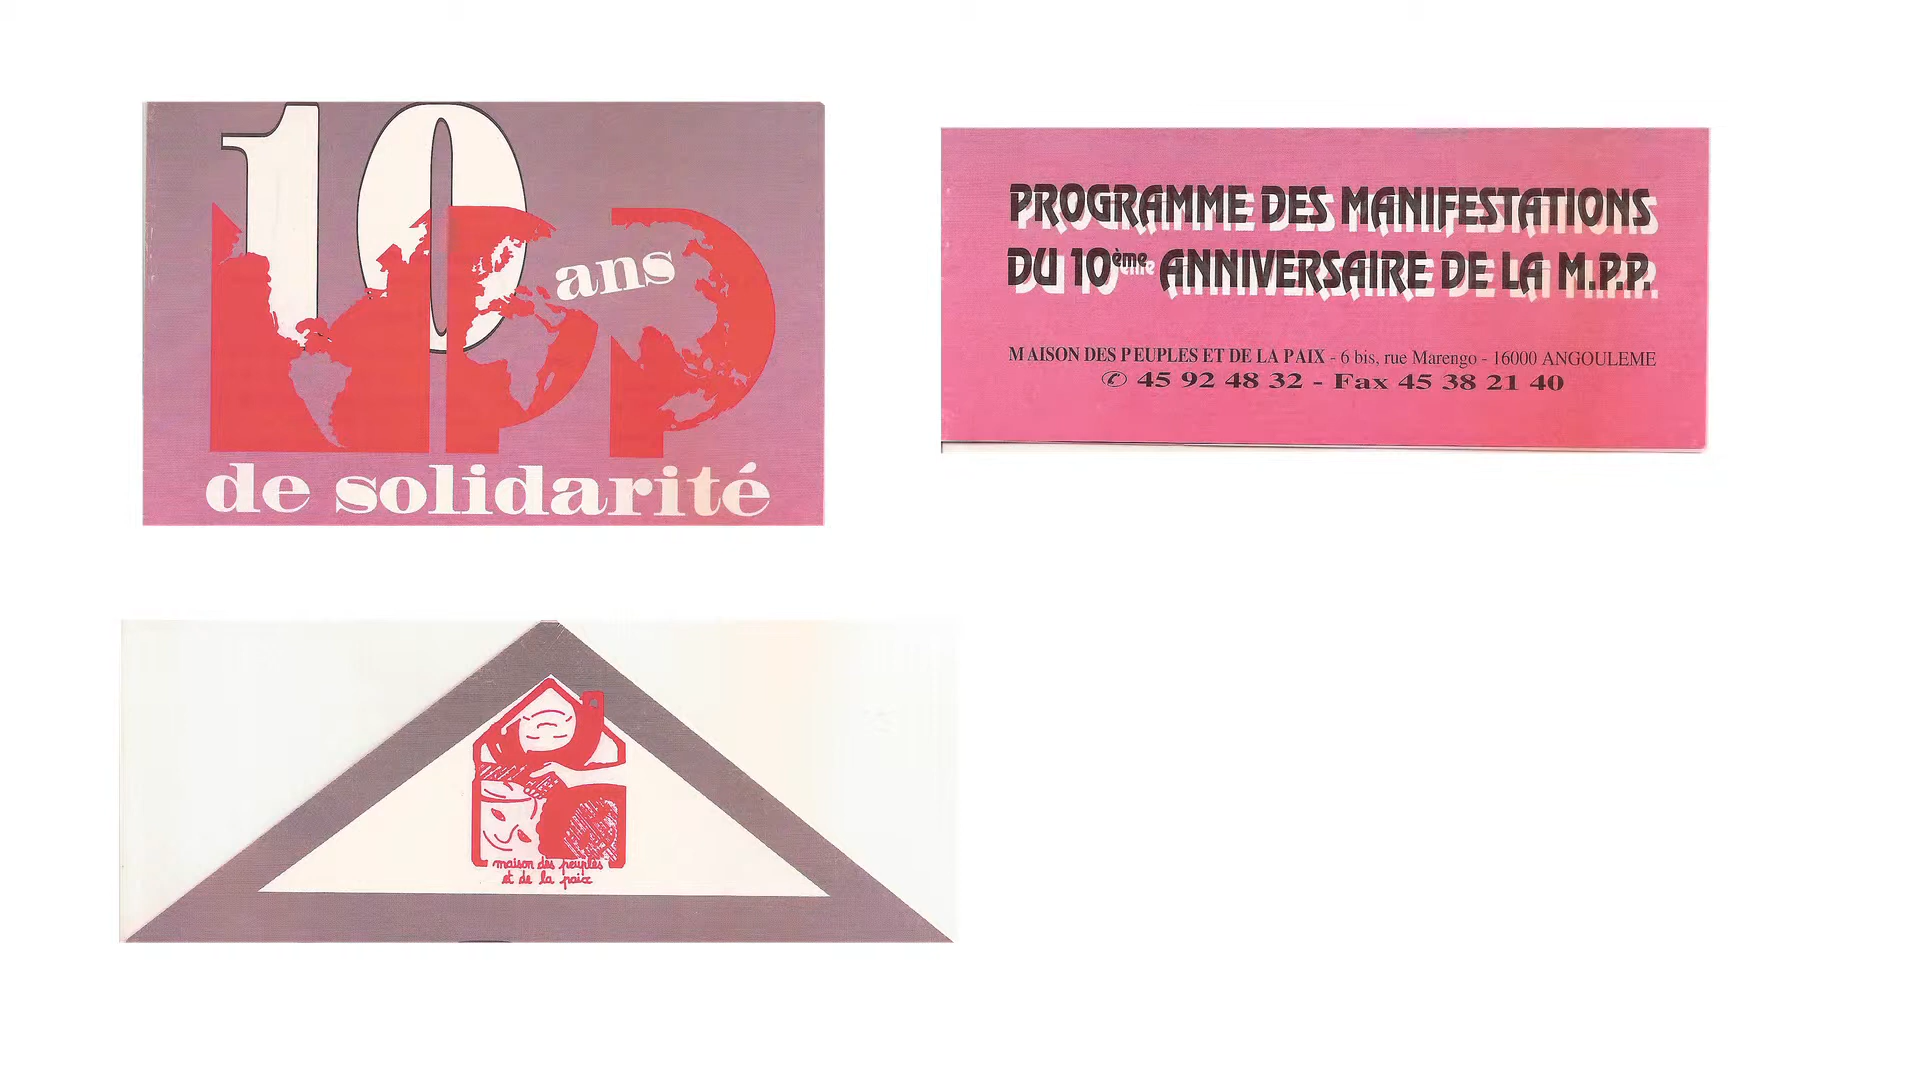 10
ans
MPP
de solidarité
PROGRAMME DES MANIFESTATIONS
DU 10ème ANNIVERSAIRE DE LA M.P.P.
MAISON DES PEUPLES ET DE LA PAIX - 6 bis, rue Marengo - 16000 ANGOULEME
✆ 45 92 48 32 - Fax 45 38 21 40
maison des peuples
et de la paix